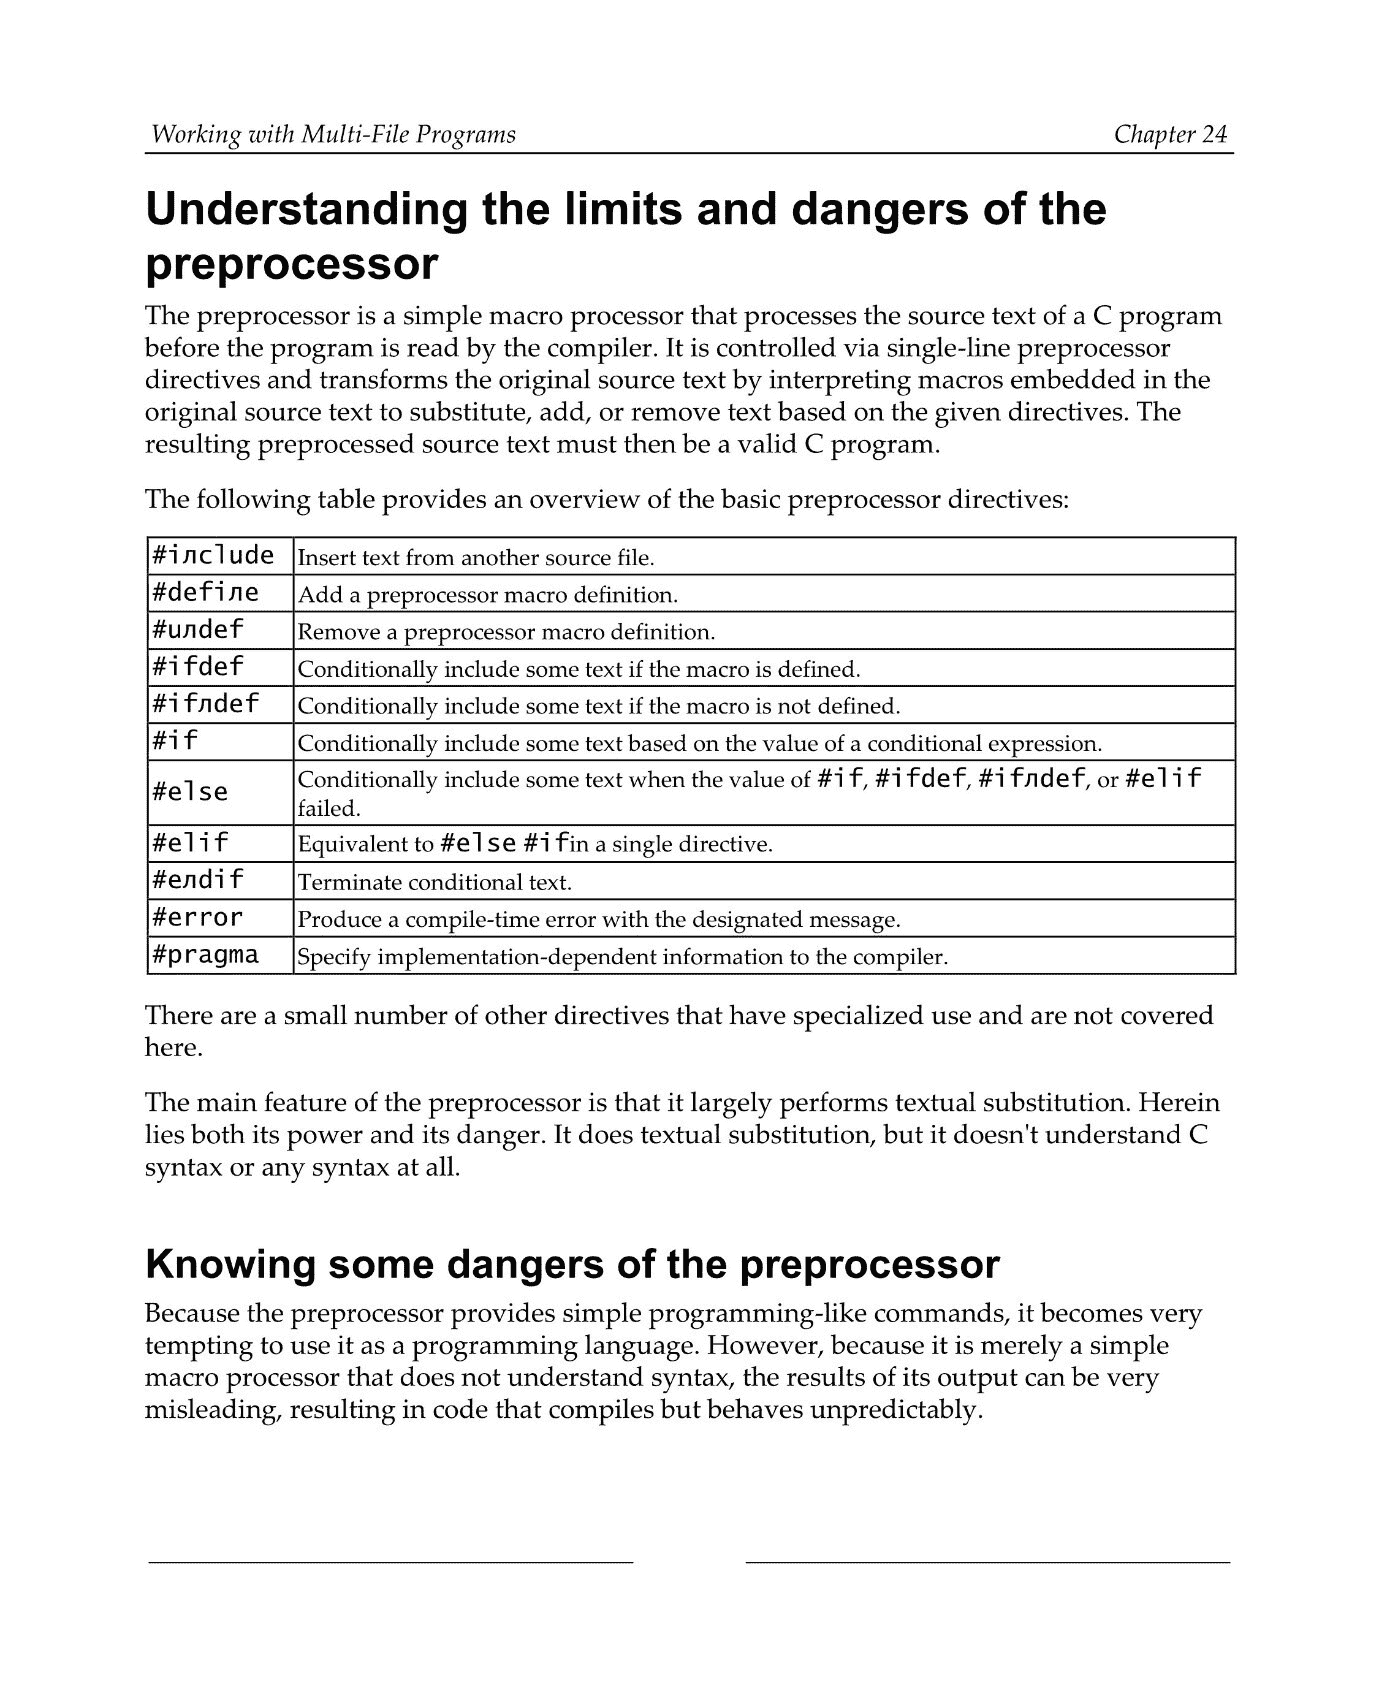 Working with Multi-File Programs Chapter 24
Understanding the limits and dangers of the
preprocessor
The preprocessor is a simple macro processor that processes the source text of a C program
before the program is read by the compiler. It is controlled via single-line preprocessor
directives and transforms the original source text by interpreting macros embedded in the
original source text to substitute, add, or remove text based on the given directives. The
resulting preprocessed source text must then be a valid C program.
The following table provides an overview of the basic preprocessor directives:
#iлclude Insert text from another source file.
#defiлe Add a preprocessor macro definition.
#uлdef Remove a preprocessor macro definition.
#ifdef Conditionally include some text if the macro is defined.
#ifлdef Conditionally include some text if the macro is not defined.
#if Conditionally include some text based on the value of a conditional expression.
#else Conditionally include some text when the value of #if, #ifdef, #ifлdef, or #elif
failed.
#elif Equivalent to #else #ifin a single directive.
#eлdif Terminate conditional text.
#error Produce a compile-time error with the designated message.
#pragma Specify implementation-dependent information to the compiler.
There are a small number of other directives that have specialized use and are not covered
here.
The main feature of the preprocessor is that it largely performs textual substitution. Herein
lies both its power and its danger. It does textual substitution, but it doesn't understand C
syntax or any syntax at all.
Knowing some dangers of the preprocessor
Because the preprocessor provides simple programming-like commands, it becomes very
tempting to use it as a programming language. However, because it is merely a simple
macro processor that does not understand syntax, the results of its output can be very
misleading, resulting in code that compiles but behaves unpredictably.